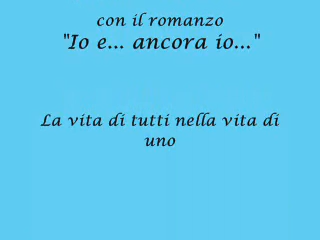 con il romanzo
"Io e... ancora io..."
La vita di tutti nella vita di
uno